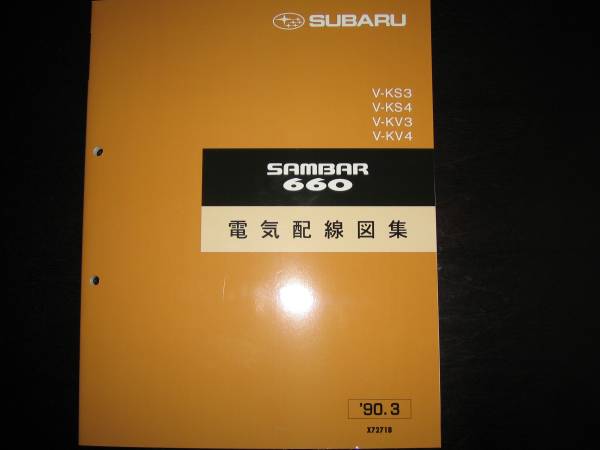 SUBARU
V-KS3
V-KS4
V-KV3
V-KV4
SAMBAR
660
電気配線図集
'90.3
X7271B